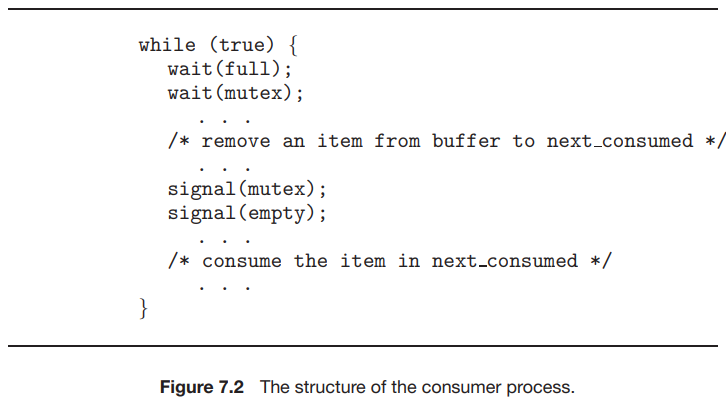 while (true) {
wait(full);
wait(mutex);
. . .
/* remove an item from buffer to next_consumed */
. . .
signal(mutex);
signal(empty);
. . .
/* consume the item in next_consumed */
. . .
}
Figure 7.2 The structure of the consumer process.